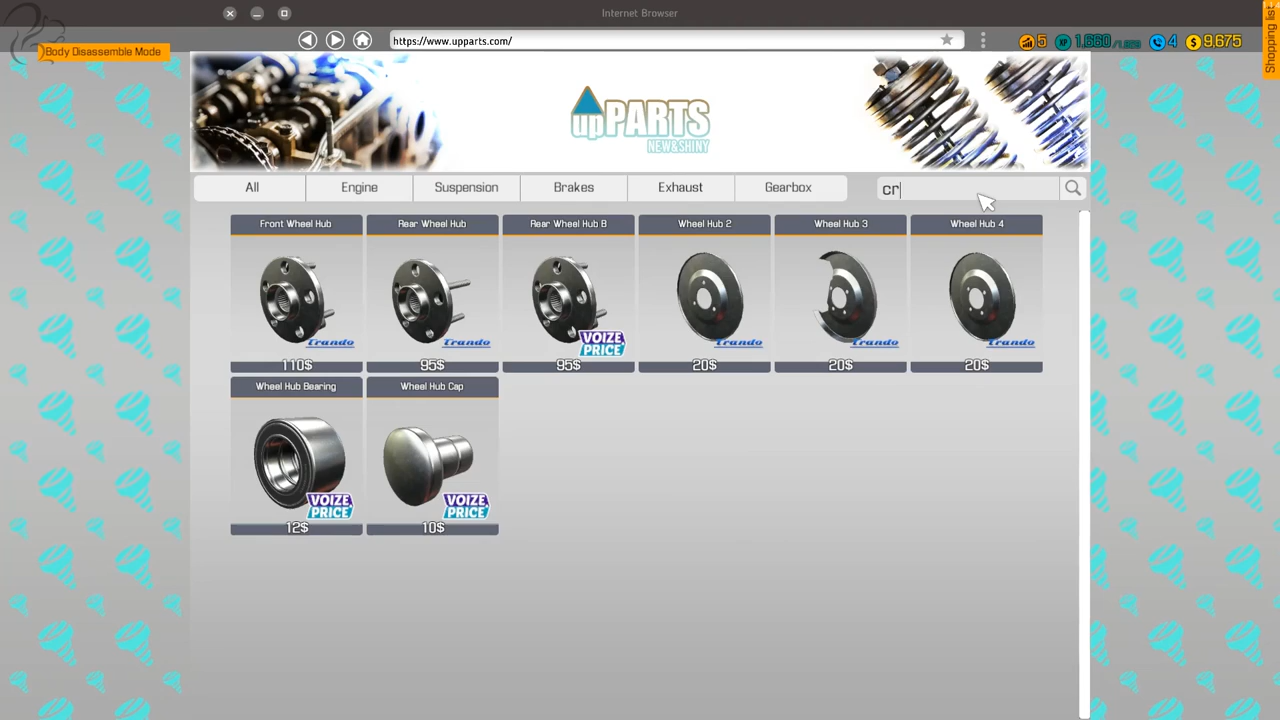 Internet Browser
Body Disassemble Mode
https://www.upparts.com/
5
4
9,675
Shopping list
upPARTS
NEW&SHINY
All
Engine
Suspension
Brakes
Exhaust
Gearbox
cr
Front Wheel Hub
Rear Wheel Hub
Rear Wheel Hub B
Wheel Hub 2
Wheel Hub 3
Wheel Hub 4
Trando
Trando
VOIZE
PRICE
Trando
Trando
Trando
110$
95$
95$
20$
20$
20$
Wheel Hub Bearing
Wheel Hub Cap
VOIZE
PRICE
VOIZE
PRICE
12$
10$